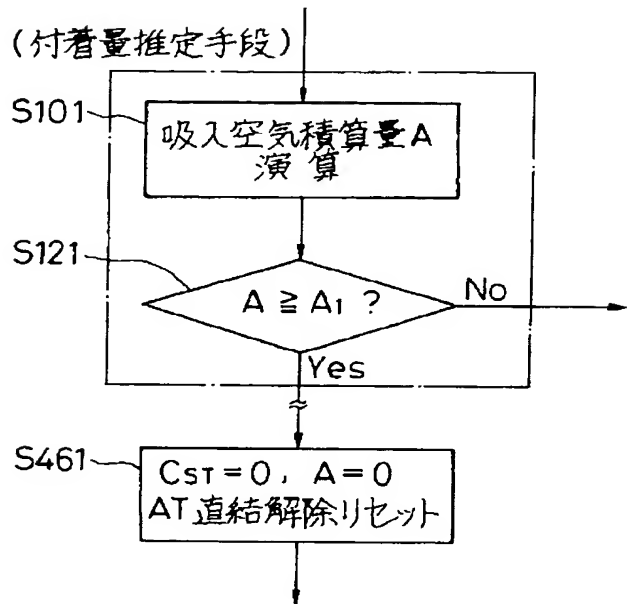 (付着量推定手段)
S101
吸入空気積算量A
演算
S121
A ≧ A1 ?
No
Yes
S461
CST=0, A=0
AT直結解除リセット